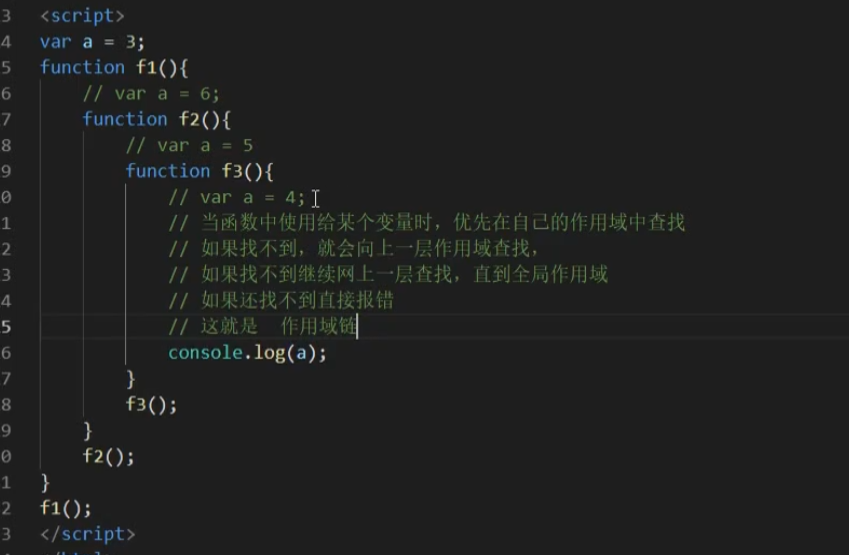 3 <script>
4 var a = 3;
5 function f1(){
6 // var a = 6;
7 function f2(){
8 // var a = 5
9 function f3(){
0 // var a = 4;
1 // 当函数中使用给某个变量时，优先在自己的作用域中查找
2 // 如果找不到，就会向上一层作用域查找，
3 // 如果找不到继续网上一层查找，直到全局作用域
4 // 如果还找不到直接报错
5 // 这就是 作用域链
6 console.log(a);
7 }
8 f3();
9 }
0 f2();
1 }
2 f1();
3 </script>